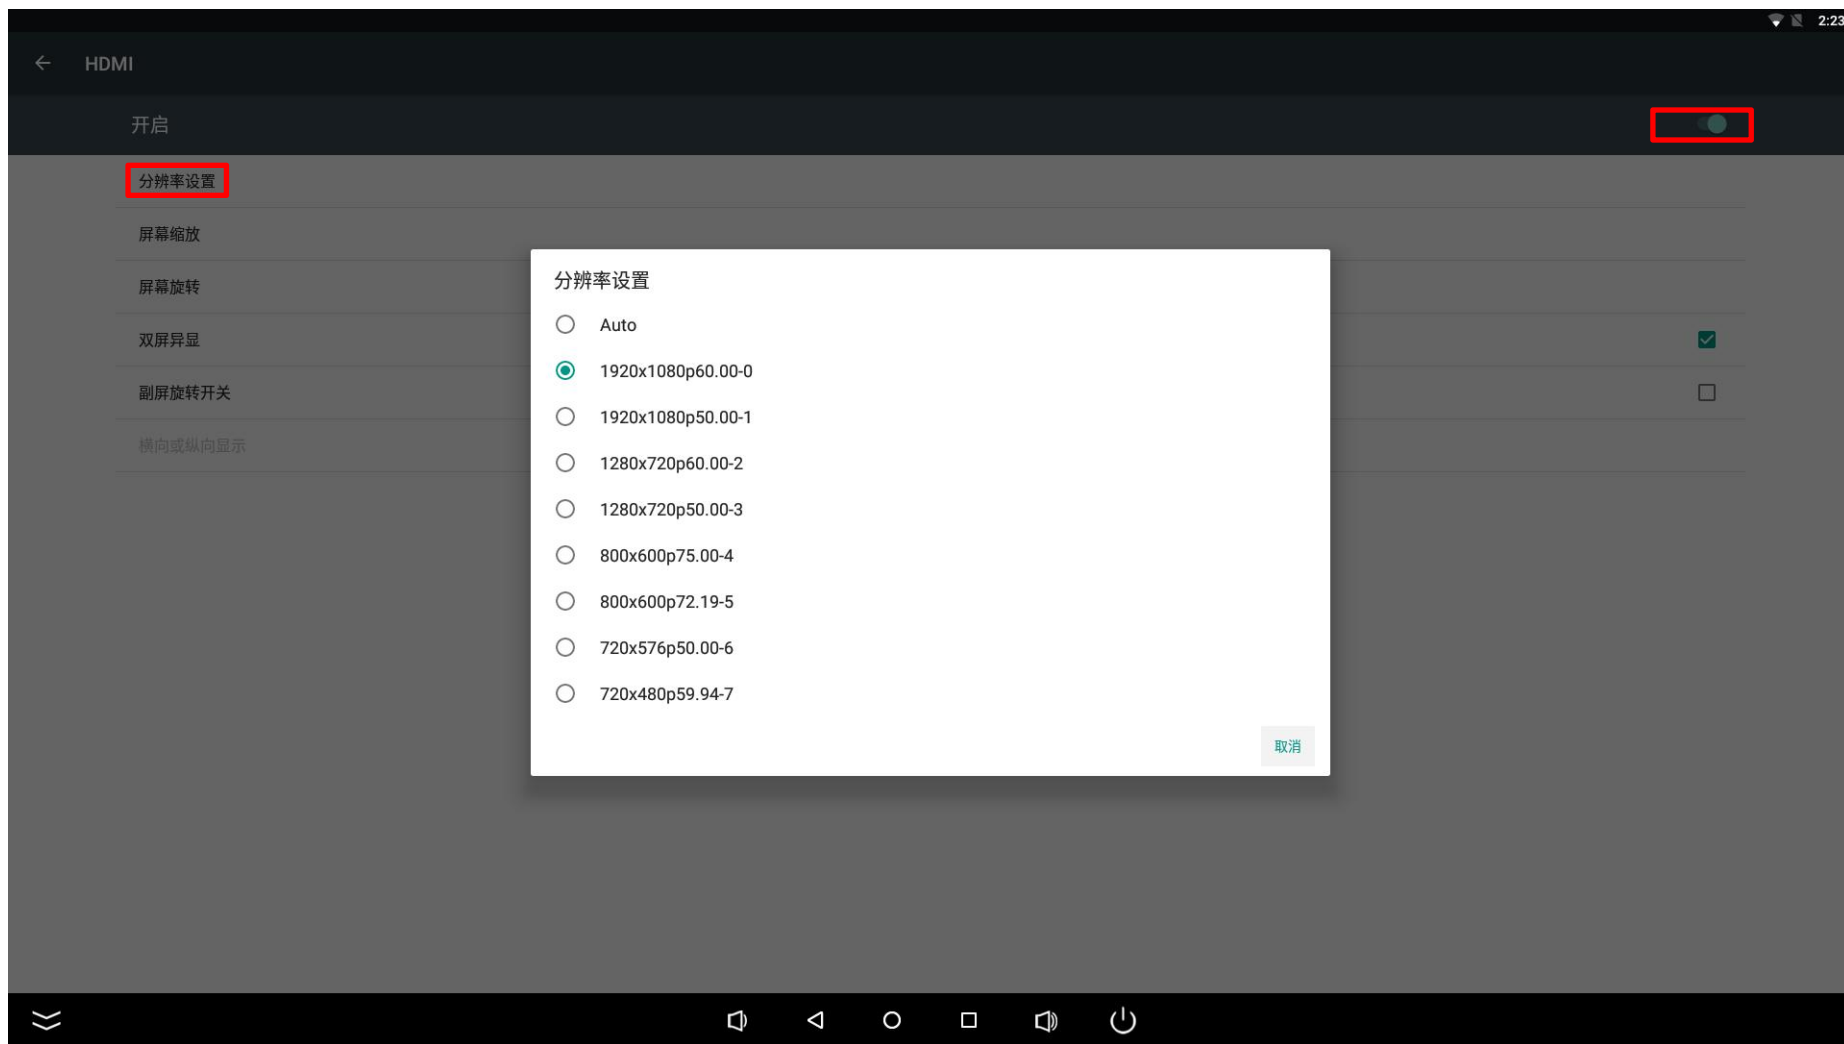 2:23
HDMI
开启
分辨率设置
屏幕缩放
屏幕旋转
双屏异显
副屏旋转开关
横向或纵向显示
分辨率设置
Auto
1920x1080p60.00-0
1920x1080p50.00-1
1280x720p60.00-2
1280x720p50.00-3
800x600p75.00-4
800x600p72.19-5
720x576p50.00-6
720x480p59.94-7
取消